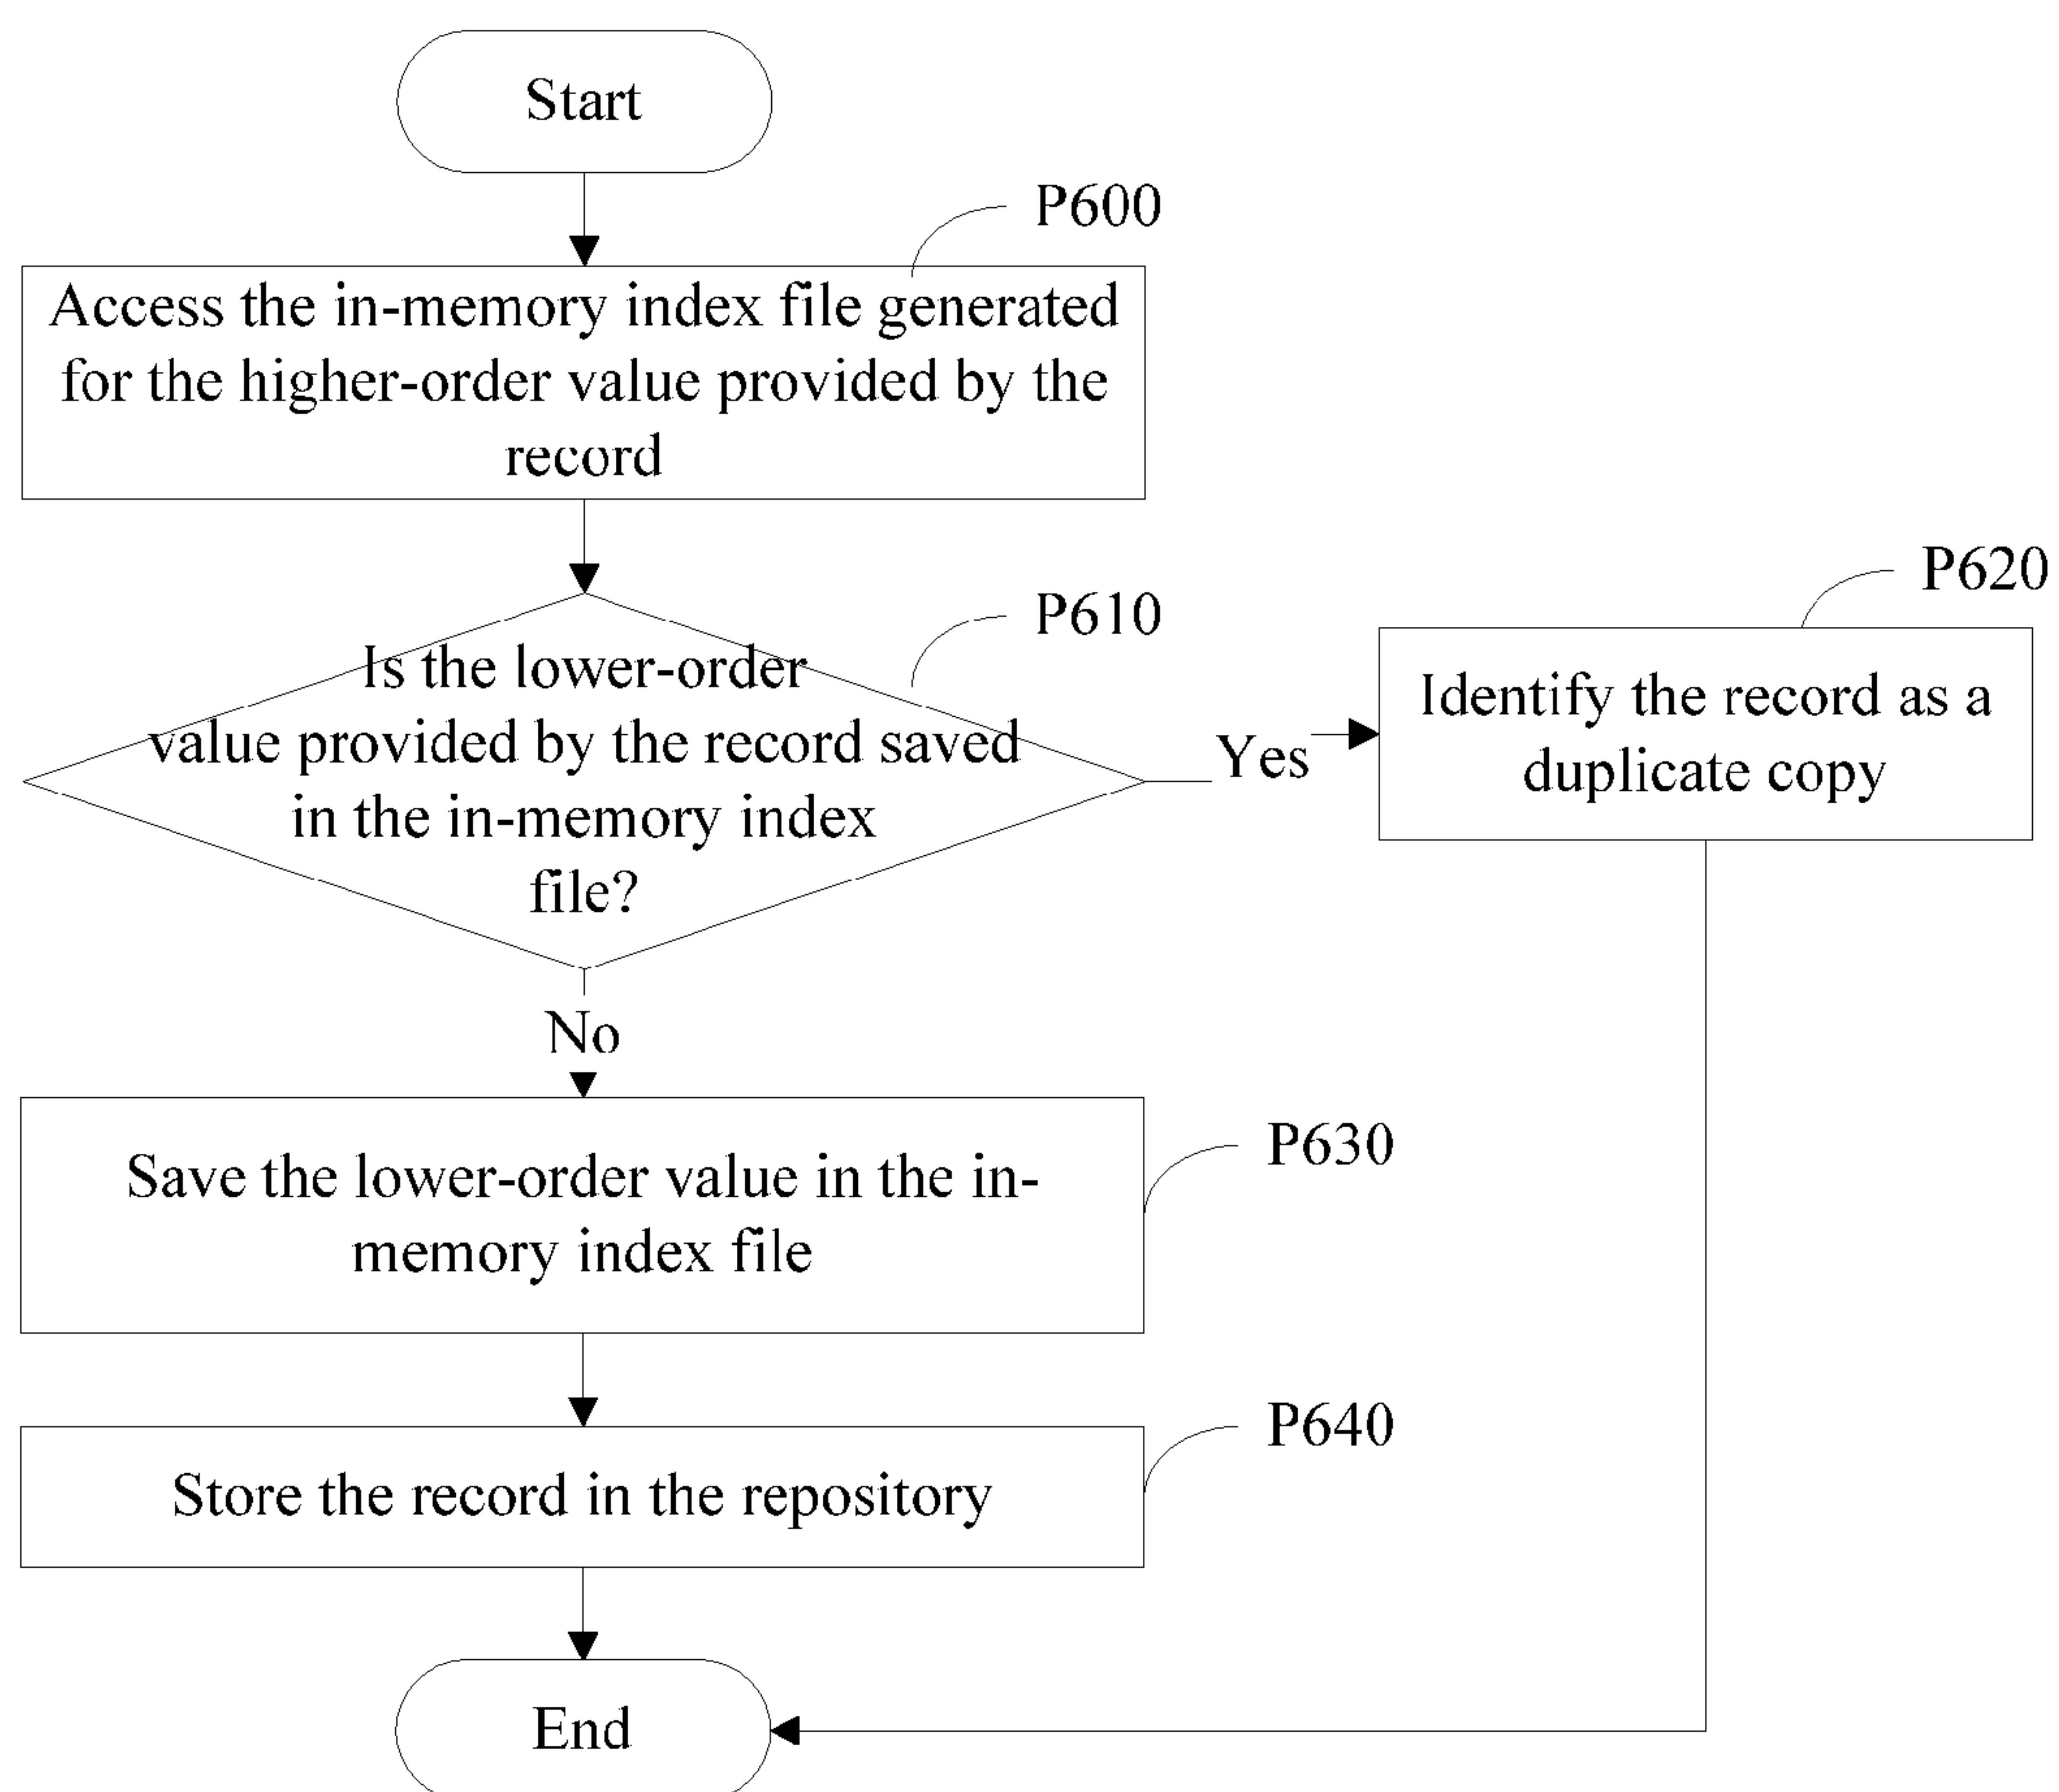 Start
P600
Access the in-memory index file generated
for the higher-order value provided by the
record
P610
Is the lower-order
value provided by the record saved
in the in-memory index
file?
Yes
P620
Identify the record as a
duplicate copy
No
P630
Save the lower-order value in the in-
memory index file
P640
Store the record in the repository
End